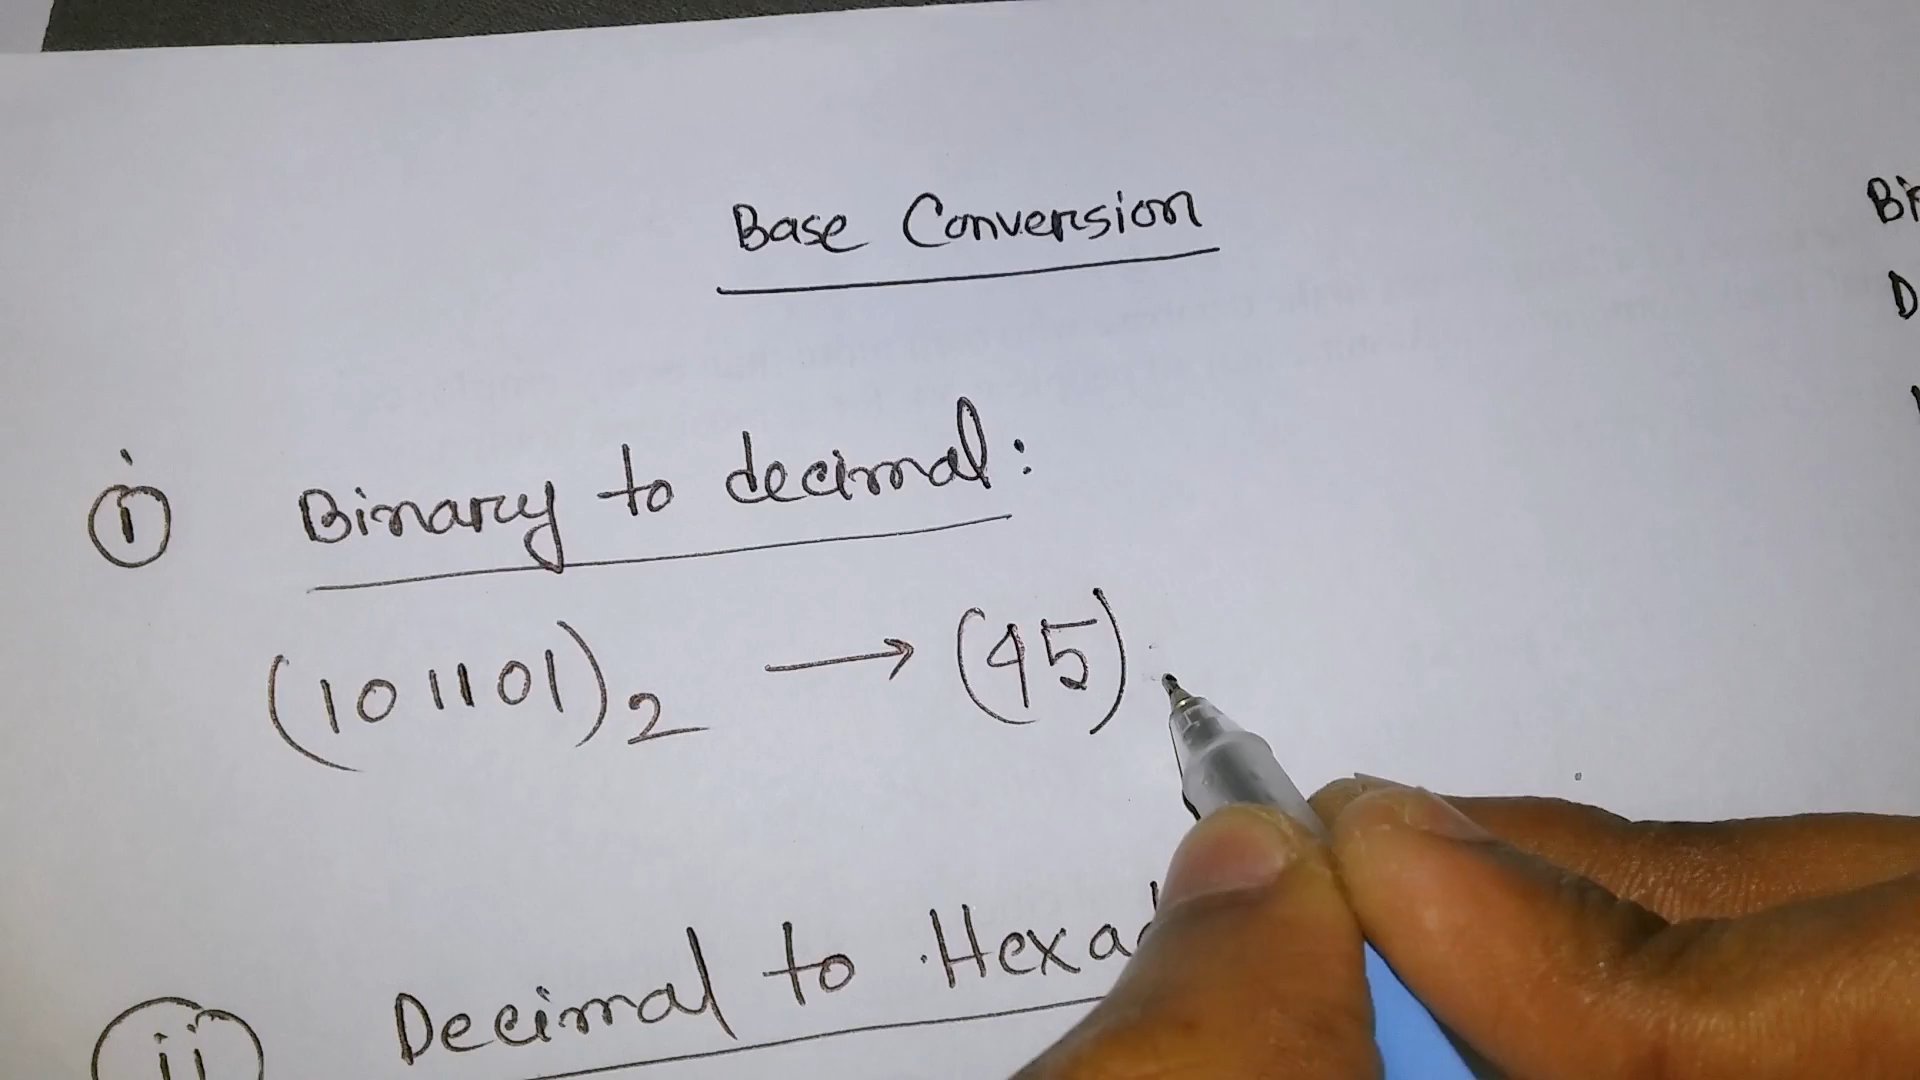 Base Conversion
i Binary to decimal:
(101101)2 → (45)
ii Decimal to Hexa